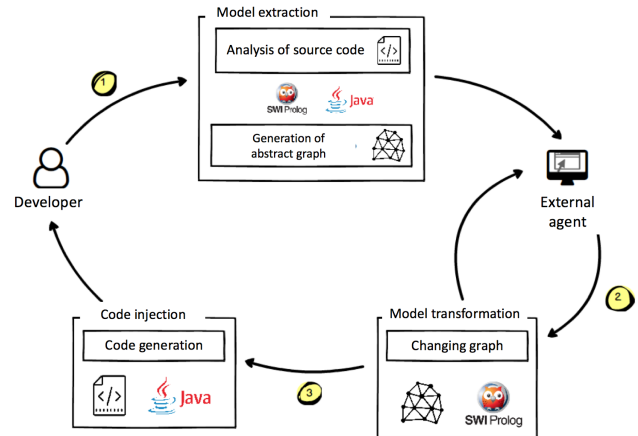 Model extraction
Analysis of source code
</>
1
SWI Prolog
Java
Generation of
abstract graph
Developer
External
agent
2
Code injection
Model transformation
Code generation
Changing graph
3
</>
Java
SWI Prolog